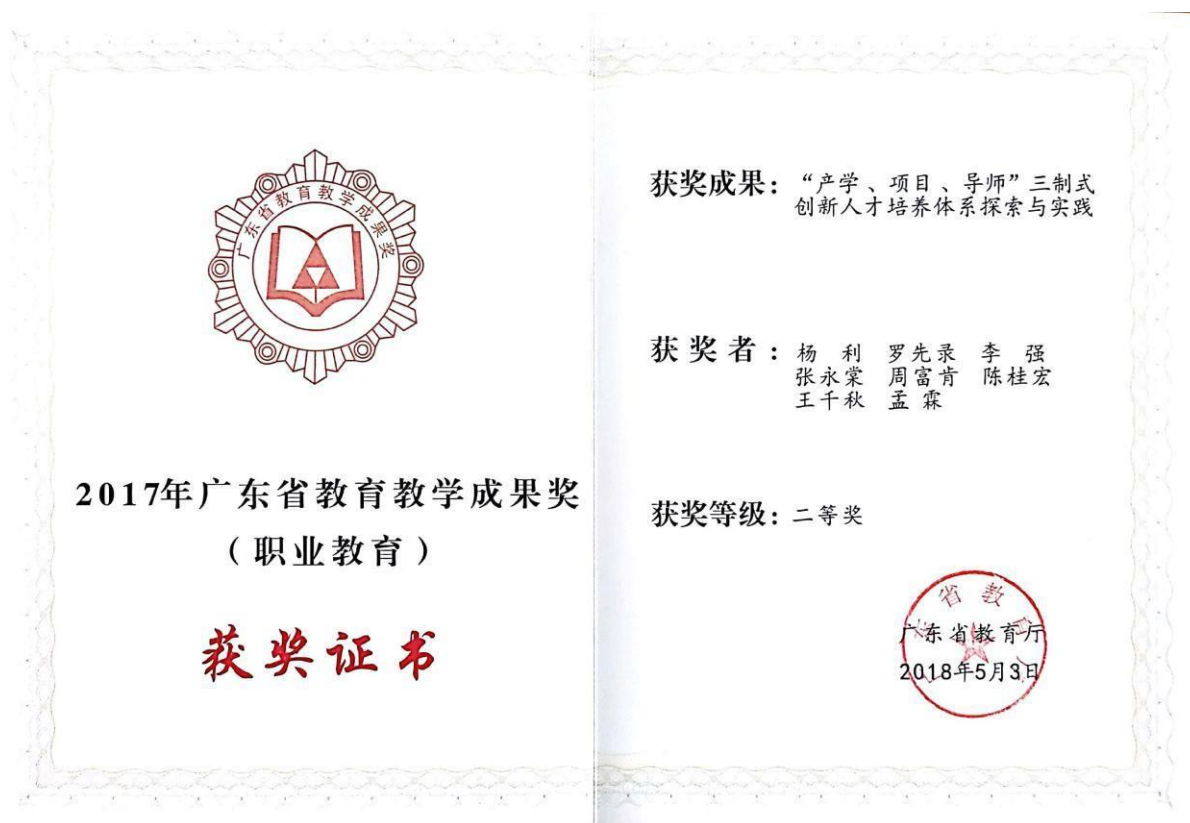 广东省教育教学成果奖
2017年广东省教育教学成果奖
（职业教育）
获奖证书
获奖成果：“产学、项目、导师”三制式
创新人才培养体系探索与实践
获奖者：杨 利 罗先录 李 强
张永棠 周富肯 陈桂宏
王千秋 孟霖
获奖等级：二等奖
广东省教育厅
广东省教育厅
2018年5月3日